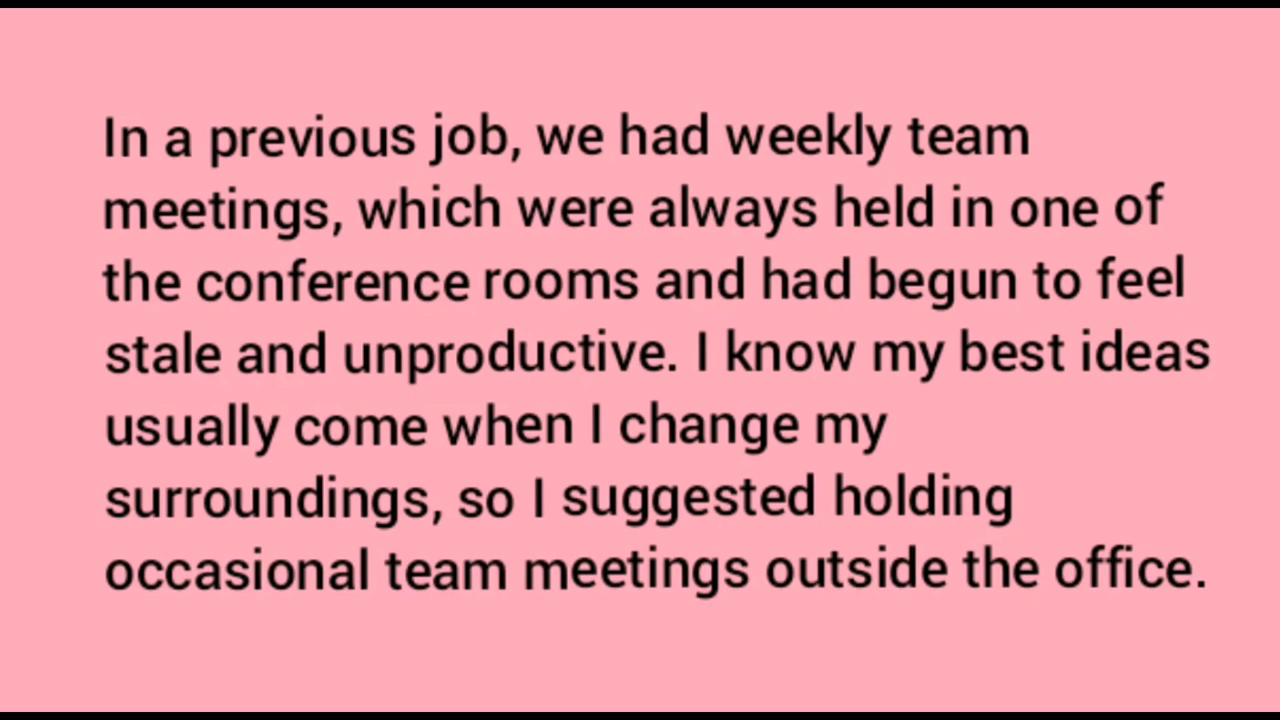 In a previous job, we had weekly team
meetings, which were always held in one of
the conference rooms and had begun to feel
stale and unproductive. I know my best ideas
usually come when I change my
surroundings, so I suggested holding
occasional team meetings outside the office.